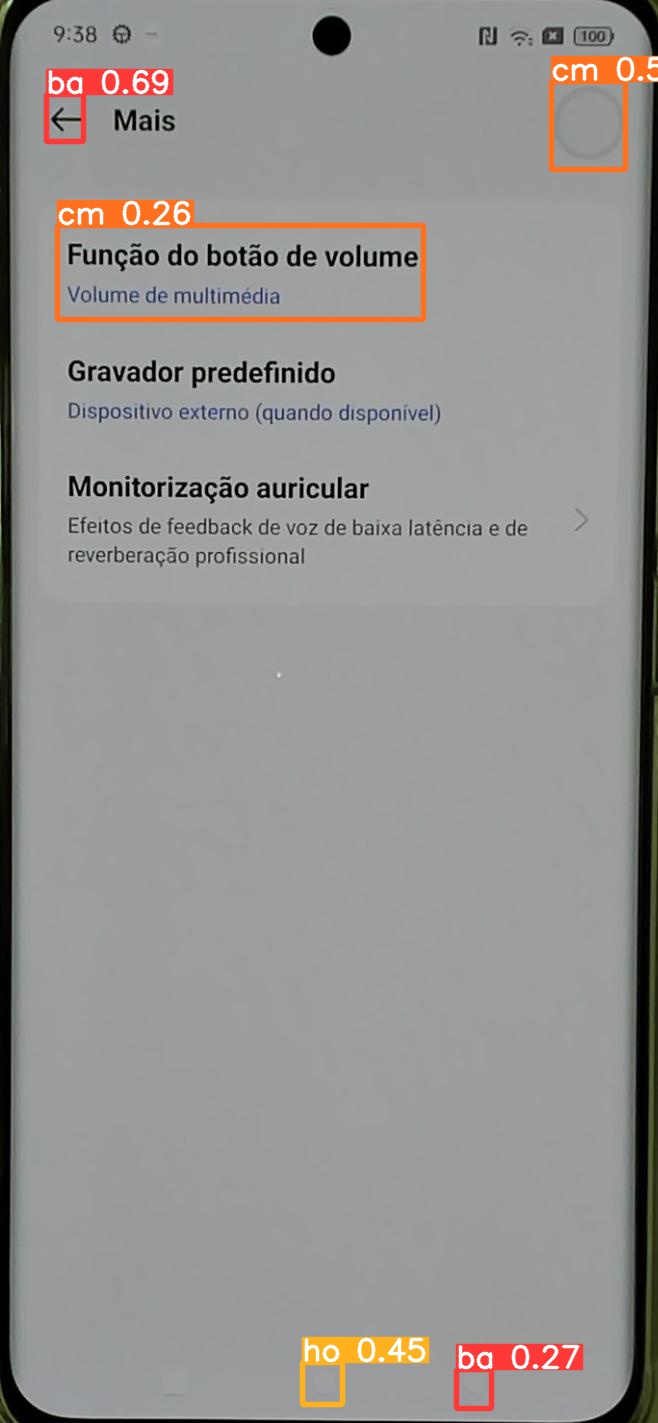 9:38
100
ba 0.69
cm 0.5
Mais
cm 0.26
Função do botão de volume
Volume de multimédia
Gravador predefinido
Dispositivo externo (quando disponível)
Monitorização auricular
Efeitos de feedback de voz de baixa latência e de
reverberação profissional
ho 0.45
ba 0.27